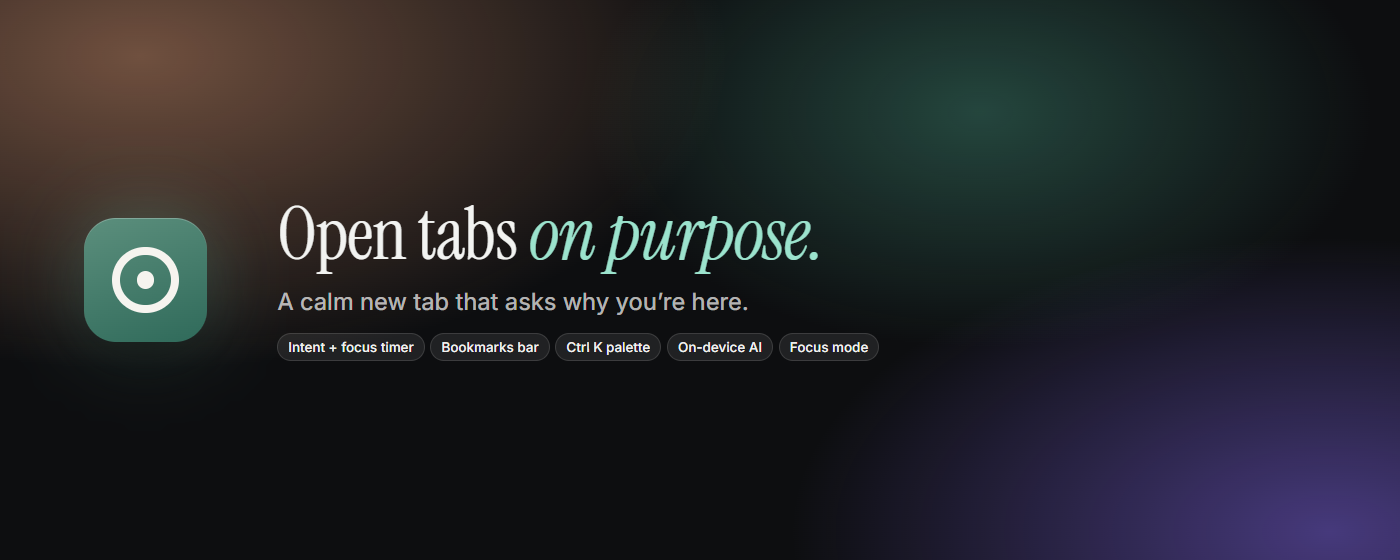 Open tabs on purpose.
A calm new tab that asks why you’re here.
Intent + focus timer Bookmarks bar Ctrl K palette On-device AI Focus mode